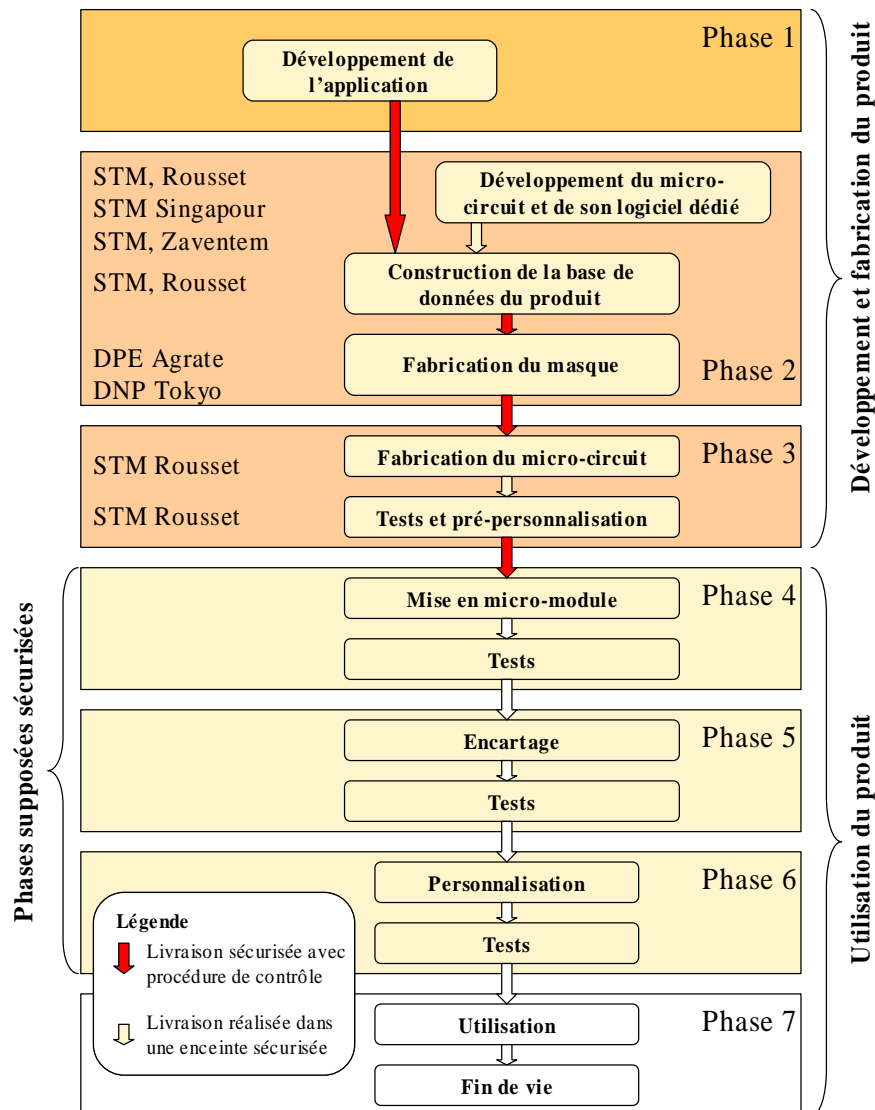 Phase 1
Développement de
l'application
STM, Rousset
STM Singapour
STM, Zaventem
STM, Rousset
Développement du micro-
circuit et de son logiciel dédié
Construction de la base de
données du produit
DPE Agrate
DNP Tokyo
Fabrication du masque
Phase 2
Développement et fabrication du produit
Phase 3
STM Rousset
Fabrication du micro-circuit
STM Rousset
Tests et pré-personnalisation
Phases supposées sécurisées
Phase 4
Mise en micro-module
Tests
Phase 5
Encartage
Tests
Utilisation du produit
Phase 6
Personnalisation
Tests
Légende
Livraison sécurisée avec
procédure de contrôle
Livraison réalisée dans
une enceinte sécurisée
Phase 7
Utilisation
Fin de vie